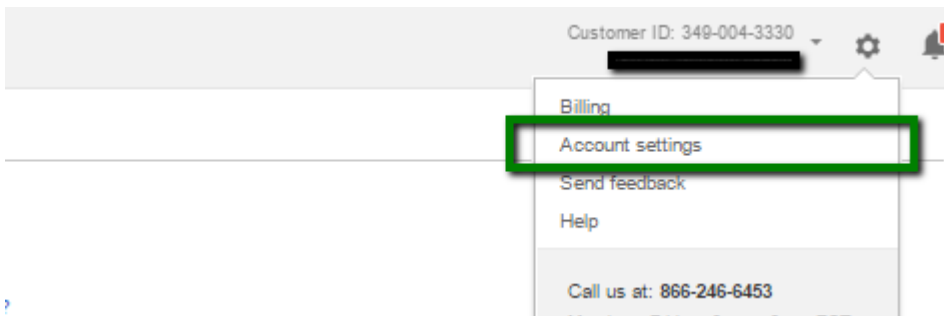 Customer ID: 349-004-3330
Billing
Account settings
Send feedback
Help
Call us at: 866-246-6453
?